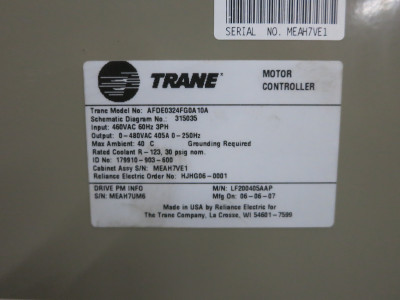 SERIAL NO. MEAH7VE1
TRANE
MOTOR
CONTROLLER
Trane Model No: AFDE0324FG0A10A
Schematic Diagram No: 315035
Input: 460VAC 60Hz 3PH
Output: 0-480VAC 405A 0-250Hz
Max Ambient: 40 C Grounding Required
Rated Coolant R-123, 30 psig nom.
ID No: 179910-903-600
Cabinet Assy S/N: MEAH7VE1
Reliance Electric Order No: HJHG06-0001
DRIVE PM INFO M/N: LF200405AAP
S/N: MEAH7UM6 Mfg On: 06-06-07
Made in USA by Reliance Electric for
The Trane Company, La Crosse, WI 54601-7599